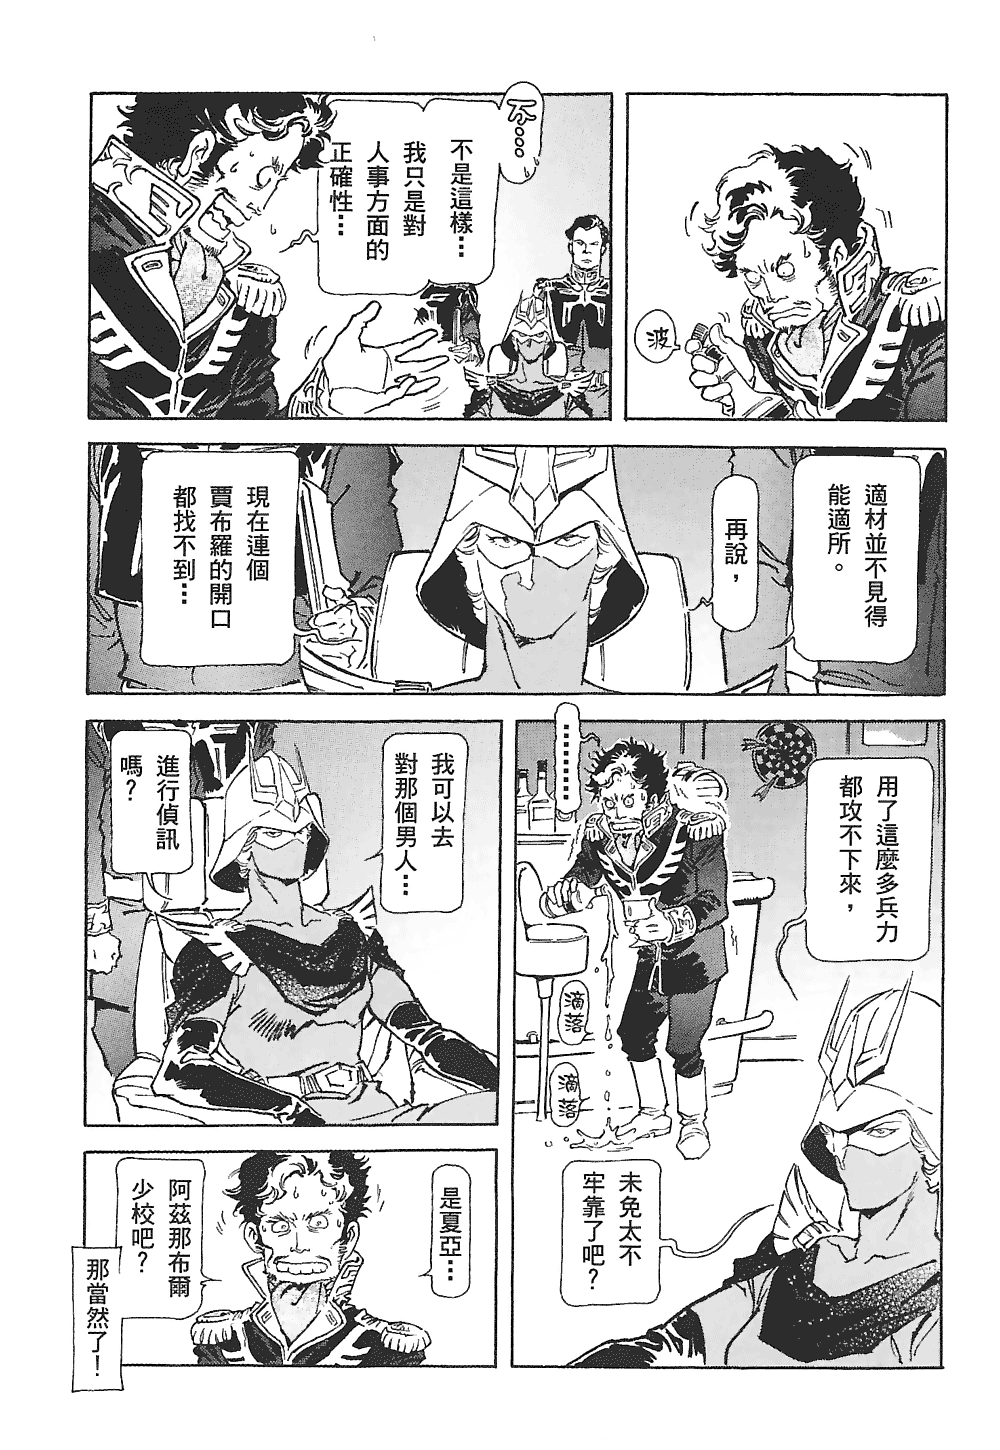 波
不…
不是這樣…
我只是對
人事方面的
正確性…
適材並不見得
能適所。
再說，
現在連個
賈布羅的開口
都找不到…
用了這麼多兵力
都攻不下來，
…………
滴落
滴落
未免太不
牢靠了吧？
我可以去
對那個男人…
進行偵訊
嗎？
是夏亞…
阿茲那布爾
少校吧？
那當然了！